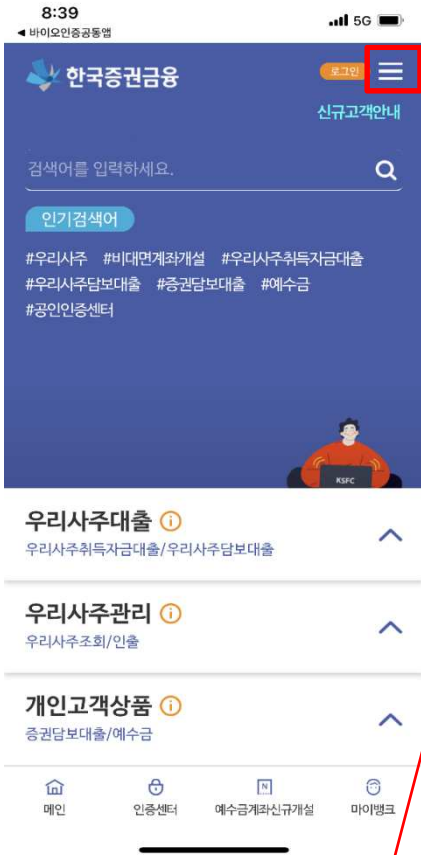 8:39
5G
◀ 바이오인증공동앱
한국증권금융
로그인
신규고객안내
검색어를 입력하세요.
인기검색어
#우리사주 #비대면계좌개설 #우리사주취득자금대출
#우리사주담보대출 #증권담보대출 #예수금
#공인인증센터
KSFC
우리사주대출
우리사주취득자금대출/우리사주담보대출
우리사주관리
우리사주조회/인출
개인고객상품
증권담보대출/예수금
N
메인 인증센터 예수금계좌신규개설 마이뱅크